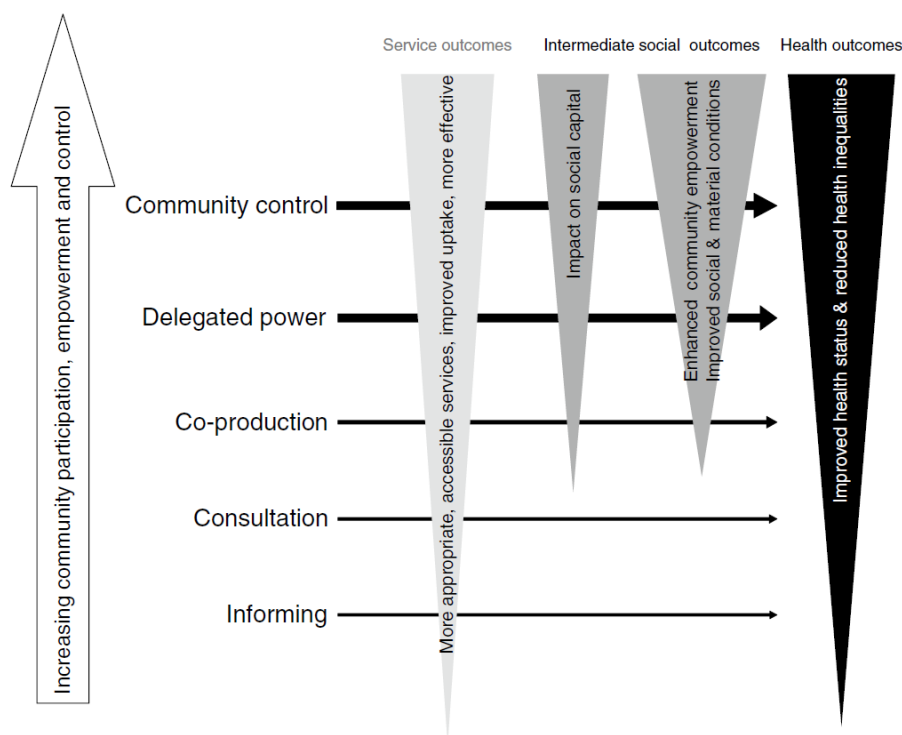 Service outcomes
Intermediate social outcomes
Health outcomes
Increasing community participation, empowerment and control
Community control
Delegated power
Co-production
Consultation
Informing
More appropriate, accessible services, improved uptake, more effective
Impact on social capital
Enhanced community empowerment
Improved social & material conditions
Improved health status & reduced health inequalities